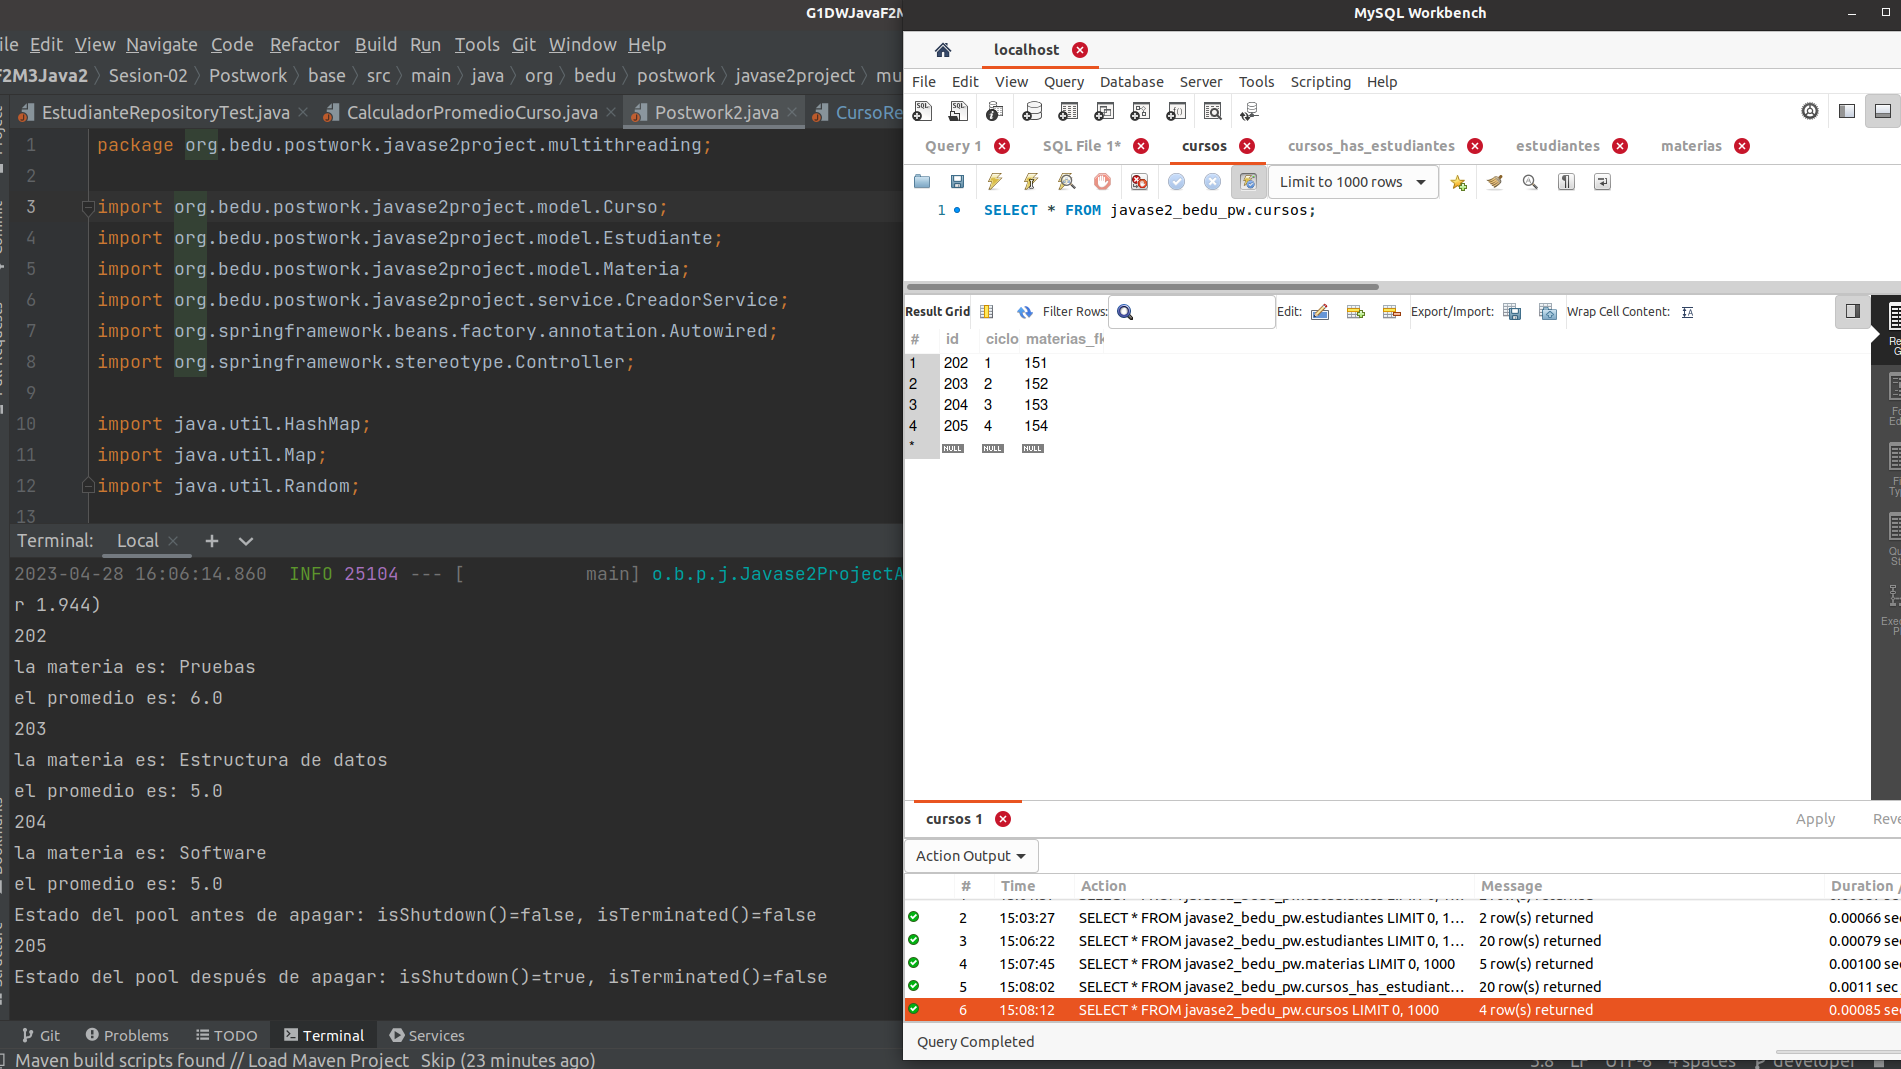 G1DWJavaF2M
ile Edit View Navigate Code Refactor Build Run Tools Git Window Help
F2M3Java2 Sesion-02 Postwork base src main java org bedu postwork javase2project mu
EstudianteRepositoryTest.java CalculadorPromedioCurso.java Postwork2.java CursoRe
1 package org.bedu.postwork.javase2project.multithreading;
2
3 import org.bedu.postwork.javase2project.model.Curso;
4 import org.bedu.postwork.javase2project.model.Estudiante;
5 import org.bedu.postwork.javase2project.model.Materia;
6 import org.bedu.postwork.javase2project.service.CreadorService;
7 import org.springframework.beans.factory.annotation.Autowired;
8 import org.springframework.stereotype.Controller;
9
10 import java.util.HashMap;
11 import java.util.Map;
12 import java.util.Random;
13
Terminal: Local
2023-04-28 16:06:14.860 INFO 25104 --- [ main] o.b.p.j.Javase2ProjectA
r 1.944)
202
la materia es: Pruebas
el promedio es: 6.0
203
la materia es: Estructura de datos
el promedio es: 5.0
204
la materia es: Software
el promedio es: 5.0
Estado del pool antes de apagar: isShutdown()=false, isTerminated()=false
205
Estado del pool después de apagar: isShutdown()=true, isTerminated()=false
Git Problems TODO Terminal Services
Maven build scripts found // Load Maven Project Skip (23 minutes ago)
MySQL Workbench
localhost
File Edit View Query Database Server Tools Scripting Help
Query 1 SQL File 1* cursos cursos_has_estudiantes estudiantes materias
Limit to 1000 rows
1 SELECT * FROM javase2_bedu_pw.cursos;
Result Grid Filter Rows: Edit: Export/Import: Wrap Cell Content:
# id ciclo materias_fk
1 202 1 151
2 203 2 152
3 204 3 153
4 205 4 154
* NULL NULL NULL
cursos 1 Apply Reve
Action Output
# Time Action Message Duration /
2 15:03:27 SELECT * FROM javase2_bedu_pw.estudiantes LIMIT 0, 1... 2 row(s) returned 0.00066 sec
3 15:06:22 SELECT * FROM javase2_bedu_pw.estudiantes LIMIT 0, 1... 20 row(s) returned 0.00079 sec
4 15:07:45 SELECT * FROM javase2_bedu_pw.materias LIMIT 0, 1000 5 row(s) returned 0.00100 sec
5 15:08:02 SELECT * FROM javase2_bedu_pw.cursos_has_estudiant... 20 row(s) returned 0.0011 sec
6 15:08:12 SELECT * FROM javase2_bedu_pw.cursos LIMIT 0, 1000 4 row(s) returned 0.00085 sec
Query Completed